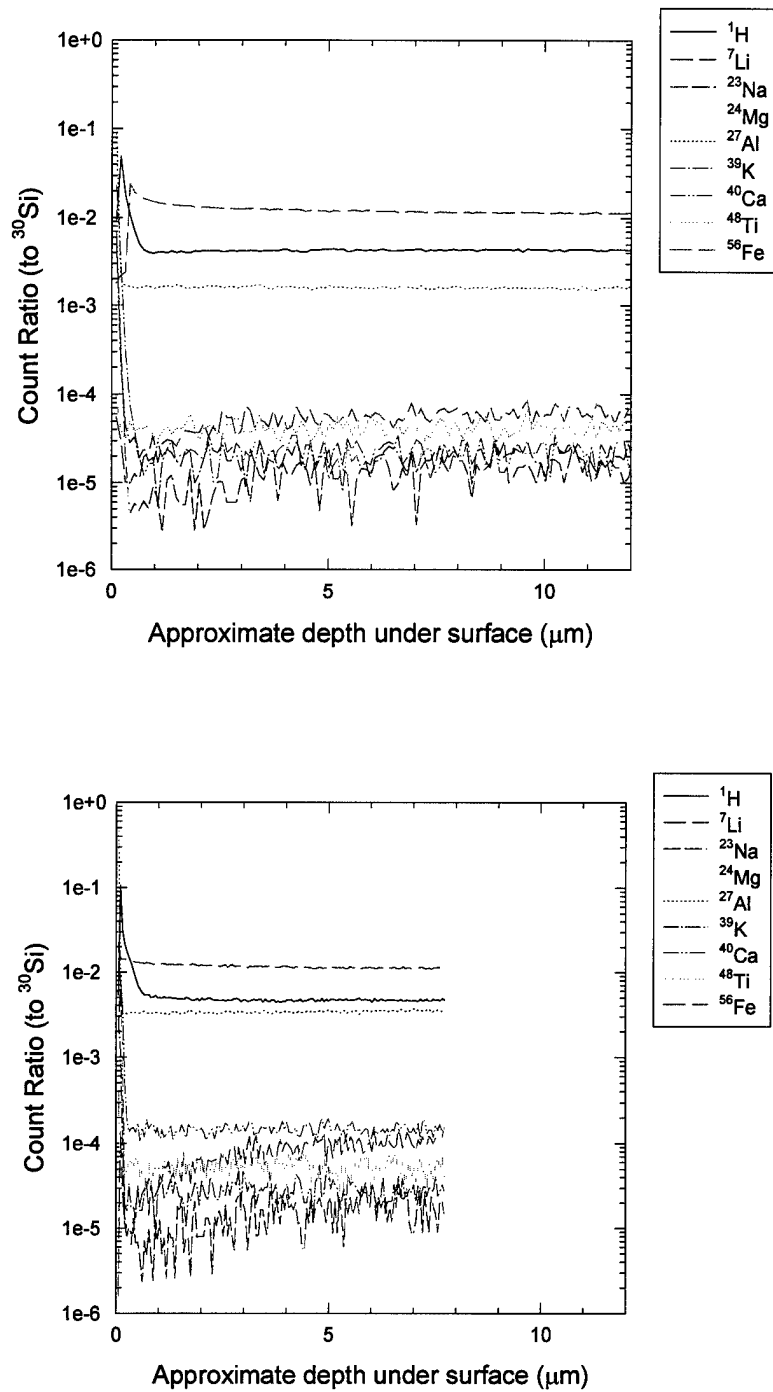 1e+0
1e-1
1e-2
1e-3
1e-4
1e-5
1e-6
Count Ratio (to ³⁰Si)
0
5
10
Approximate depth under surface (μm)
¹H
⁷Li
²³Na
²⁴Mg
²⁷Al
³⁹K
⁴⁰Ca
⁴⁸Ti
⁵⁶Fe
1e+0
1e-1
1e-2
1e-3
1e-4
1e-5
1e-6
Count Ratio (to ³⁰Si)
0
5
10
Approximate depth under surface (μm)
¹H
⁷Li
²³Na
²⁴Mg
²⁷Al
³⁹K
⁴⁰Ca
⁴⁸Ti
⁵⁶Fe